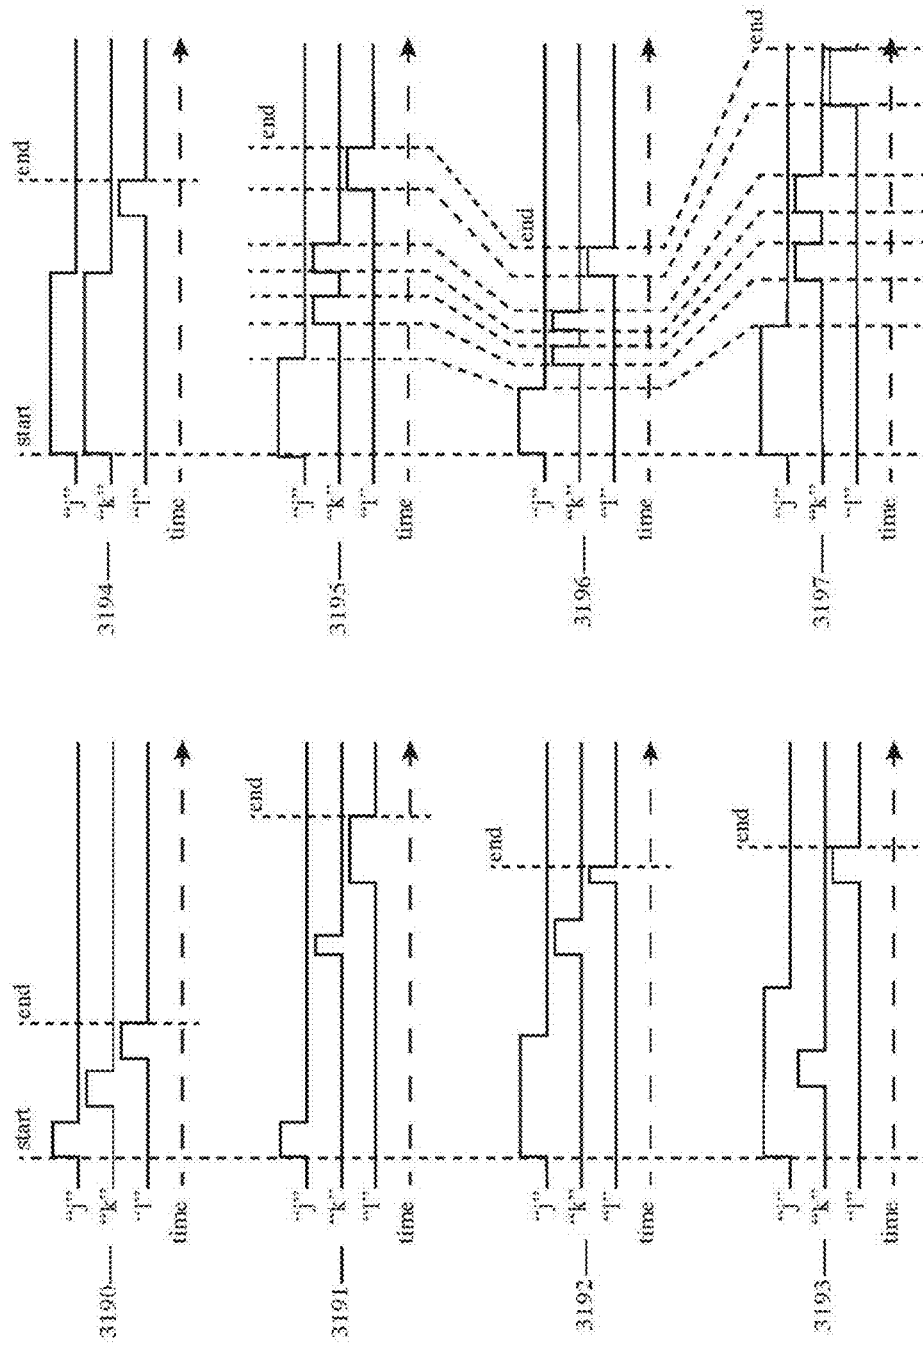 start
end
3190
"j"
"k"
"l"
time
end
3191
"j"
"k"
"l"
time
end
3192
"j"
"k"
"l"
time
end
3193
"j"
"k"
"l"
time
start
end
3194
"j"
"k"
"l"
time
end
3195
"j"
"k"
"l"
time
end
3196
"j"
"k"
"l"
time
end
3197
"j"
"k"
"l"
time